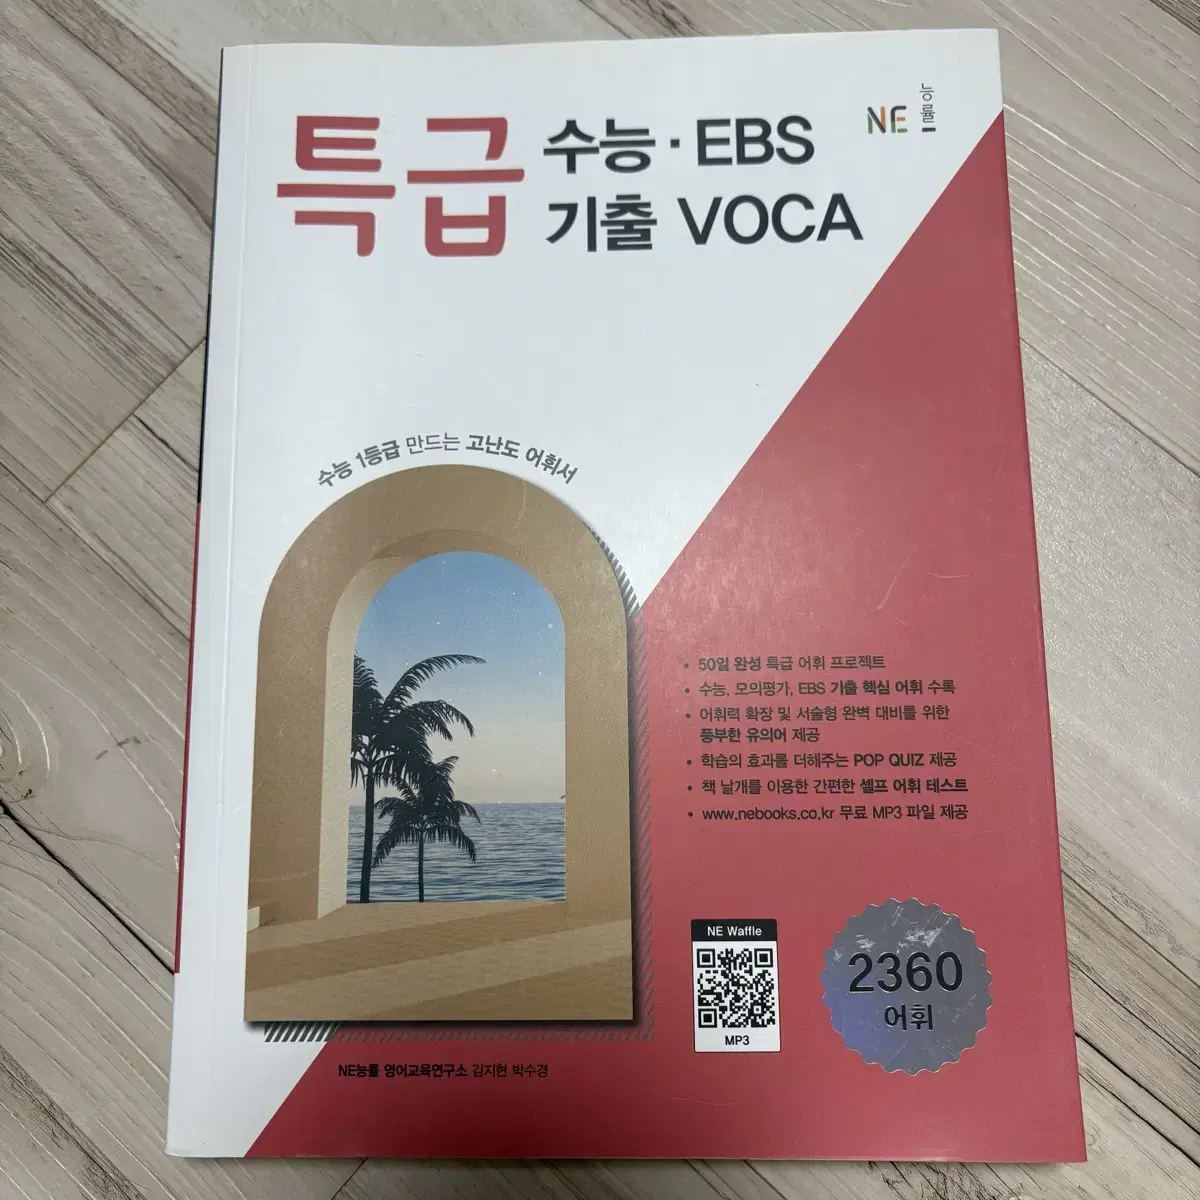 NE 능률
특급 수능·EBS
기출 VOCA
수능 1등급 만드는 고난도 어휘서
• 50일 완성 특급 어휘 프로젝트
• 수능, 모의평가, EBS 기출 핵심 어휘 수록
• 어휘력 확장 및 서술형 완벽 대비를 위한
풍부한 유의어 제공
• 학습의 효과를 더해주는 POP QUIZ 제공
• 책 날개를 이용한 간편한 셀프 어휘 테스트
• www.nebooks.co.kr 무료 MP3 파일 제공
NE Waffle
MP3
2360
어휘
NE능률 영어교육연구소 김지현 박수경